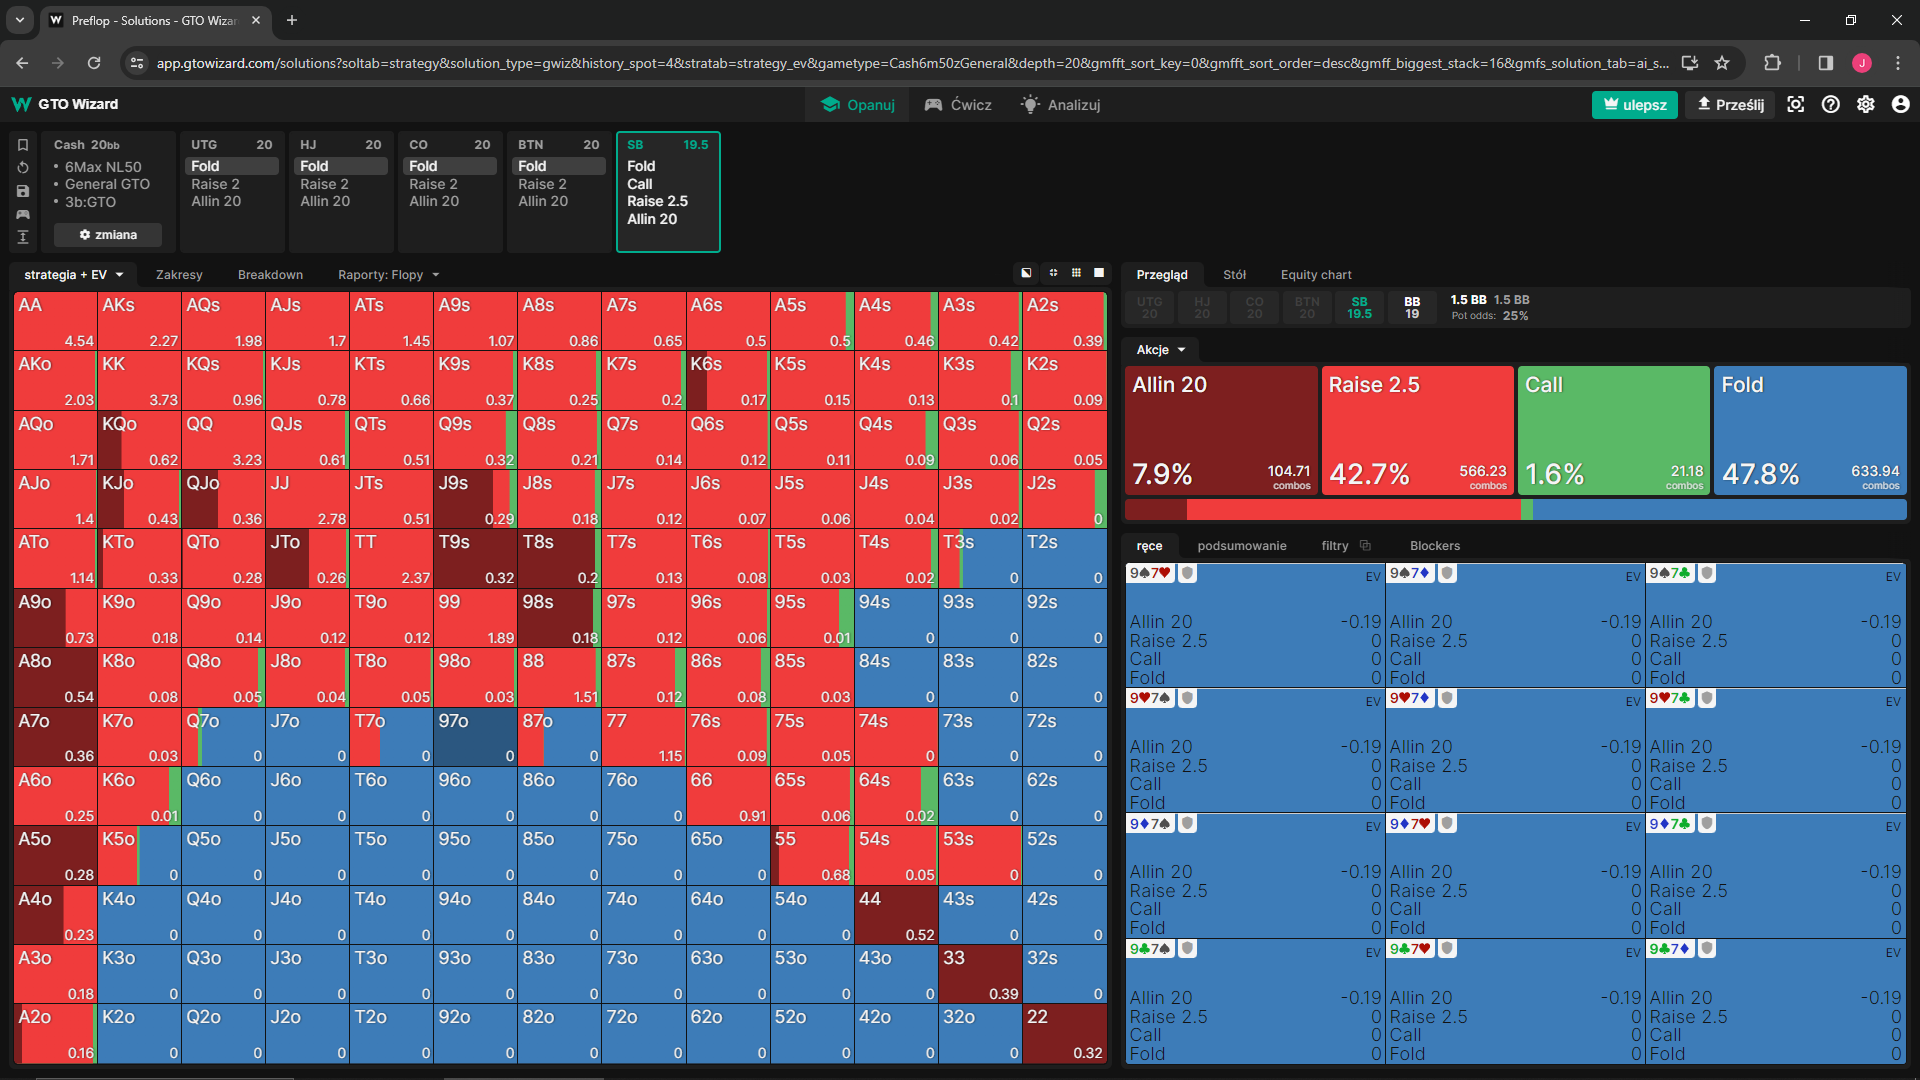 Preflop - Solutions - GTO Wizar
app.gtowizard.com/solutions?soltab=strategy&solution_type=gwiz&history_spot=4&stratab=strategy_ev&gametype=Cash6m50zGeneral&depth=20&gmfft_sort_key=0&gmfft_sort_order=desc&gmff_biggest_stack=16&gmfs_solution_tab=ai_s...
J
GTO Wizard
Opanuj
Ćwicz
Analizuj
ulepsz
Prześlij
Cash 20bb
• 6Max NL50
• General GTO
• 3b:GTO
zmiana
UTG 20
Fold
Raise 2
Allin 20
HJ 20
Fold
Raise 2
Allin 20
CO 20
Fold
Raise 2
Allin 20
BTN 20
Fold
Raise 2
Allin 20
SB 19.5
Fold
Call
Raise 2.5
Allin 20
strategia + EV
Zakresy
Breakdown
Raporty: Flopy
AA AKs AQs AJs ATs A9s A8s A7s A6s A5s A4s A3s A2s
4.54 2.27 1.98 1.7 1.45 1.07 0.86 0.65 0.5 0.5 0.46 0.42 0.39
AKo KK KQs KJs KTs K9s K8s K7s K6s K5s K4s K3s K2s
2.03 3.73 0.96 0.78 0.66 0.37 0.25 0.2 0.17 0.15 0.13 0.1 0.09
AQo KQo QQ QJs QTs Q9s Q8s Q7s Q6s Q5s Q4s Q3s Q2s
1.71 0.62 3.23 0.61 0.51 0.32 0.21 0.14 0.12 0.11 0.09 0.06 0.05
AJo KJo QJo JJ JTs J9s J8s J7s J6s J5s J4s J3s J2s
1.4 0.43 0.36 2.78 0.51 0.29 0.18 0.12 0.07 0.06 0.04 0.02 0
ATo KTo QTo JTo TT T9s T8s T7s T6s T5s T4s T3s T2s
1.14 0.33 0.28 0.26 2.37 0.32 0.2 0.13 0.08 0.03 0.02 0 0
A9o K9o Q9o J9o T9o 99 98s 97s 96s 95s 94s 93s 92s
0.73 0.18 0.14 0.12 0.12 1.89 0.18 0.12 0.06 0.01 0 0 0
A8o K8o Q8o J8o T8o 98o 88 87s 86s 85s 84s 83s 82s
0.54 0.08 0.05 0.04 0.05 0.03 1.51 0.12 0.08 0.03 0 0 0
A7o K7o Q7o J7o T7o 97o 87o 77 76s 75s 74s 73s 72s
0.36 0.03 0 0 0 0 0 1.15 0.09 0.05 0 0 0
A6o K6o Q6o J6o T6o 96o 86o 76o 66 65s 64s 63s 62s
0.25 0.01 0 0 0 0 0 0 0.91 0.06 0.02 0 0
A5o K5o Q5o J5o T5o 95o 85o 75o 65o 55 54s 53s 52s
0.28 0 0 0 0 0 0 0 0 0.68 0.05 0 0
A4o K4o Q4o J4o T4o 94o 84o 74o 64o 54o 44 43s 42s
0.23 0 0 0 0 0 0 0 0 0 0.52 0 0
A3o K3o Q3o J3o T3o 93o 83o 73o 63o 53o 43o 33 32s
0.18 0 0 0 0 0 0 0 0 0 0 0.39 0
A2o K2o Q2o J2o T2o 92o 82o 72o 62o 52o 42o 32o 22
0.16 0 0 0 0 0 0 0 0 0 0 0 0.32
Przegląd
Stół
Equity chart
UTG HJ CO BTN SB BB
20 20 20 20 19.5 19
1.5 BB 1.5 BB
Pot odds: 25%
Akcje
Allin 20
7.9% 104.71 combos
Raise 2.5
42.7% 566.23 combos
Call
1.6% 21.18 combos
Fold
47.8% 633.94 combos
ręce
podsumowanie
filtry
Blockers
9♠7♥ EV 9♠7♦ EV 9♠7♣ EV
Allin 20 -0.19 Allin 20 -0.19 Allin 20 -0.19
Raise 2.5 0 Raise 2.5 0 Raise 2.5 0
Call 0 Call 0 Call 0
Fold 0 Fold 0 Fold 0
9♥7♠ EV 9♥7♦ EV 9♥7♣ EV
Allin 20 -0.19 Allin 20 -0.19 Allin 20 -0.19
Raise 2.5 0 Raise 2.5 0 Raise 2.5 0
Call 0 Call 0 Call 0
Fold 0 Fold 0 Fold 0
9♦7♠ EV 9♦7♥ EV 9♦7♣ EV
Allin 20 -0.19 Allin 20 -0.19 Allin 20 -0.19
Raise 2.5 0 Raise 2.5 0 Raise 2.5 0
Call 0 Call 0 Call 0
Fold 0 Fold 0 Fold 0
9♣7♠ EV 9♣7♥ EV 9♣7♦ EV
Allin 20 -0.19 Allin 20 -0.19 Allin 20 -0.19
Raise 2.5 0 Raise 2.5 0 Raise 2.5 0
Call 0 Call 0 Call 0
Fold 0 Fold 0 Fold 0